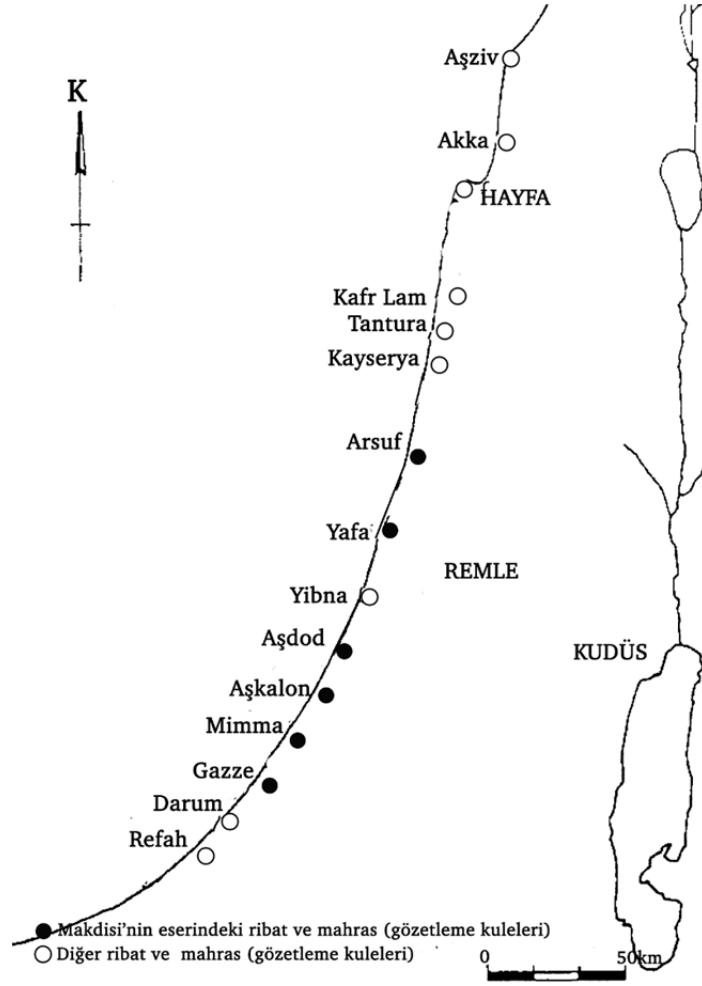 Aşziv
K
Akka
HAYFA
Kafr Lam
Tantura
Kayserya
Arsuf
Yafa
REMLE
Yibna
Aşdod
KUDÜS
Aşkalon
Mimma
Gazze
Darum
Refah
Makdisi'nin eserindeki ribat ve mahras (gözetleme kuleleri)
Diğer ribat ve mahras (gözetleme kuleleri)
0 50km